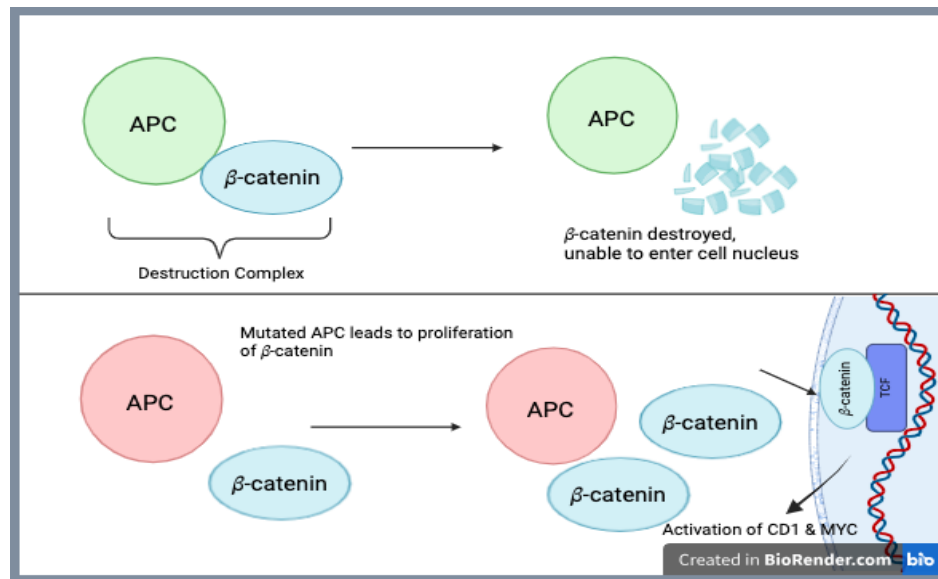 APC
β-catenin
Destruction Complex
APC
β-catenin destroyed,
unable to enter cell nucleus
Mutated APC leads to proliferation
of β-catenin
APC
β-catenin
APC
β-catenin
β-catenin
β-catenin
TCF
Activation of CD1 & MYC
Created in BioRender.com bio